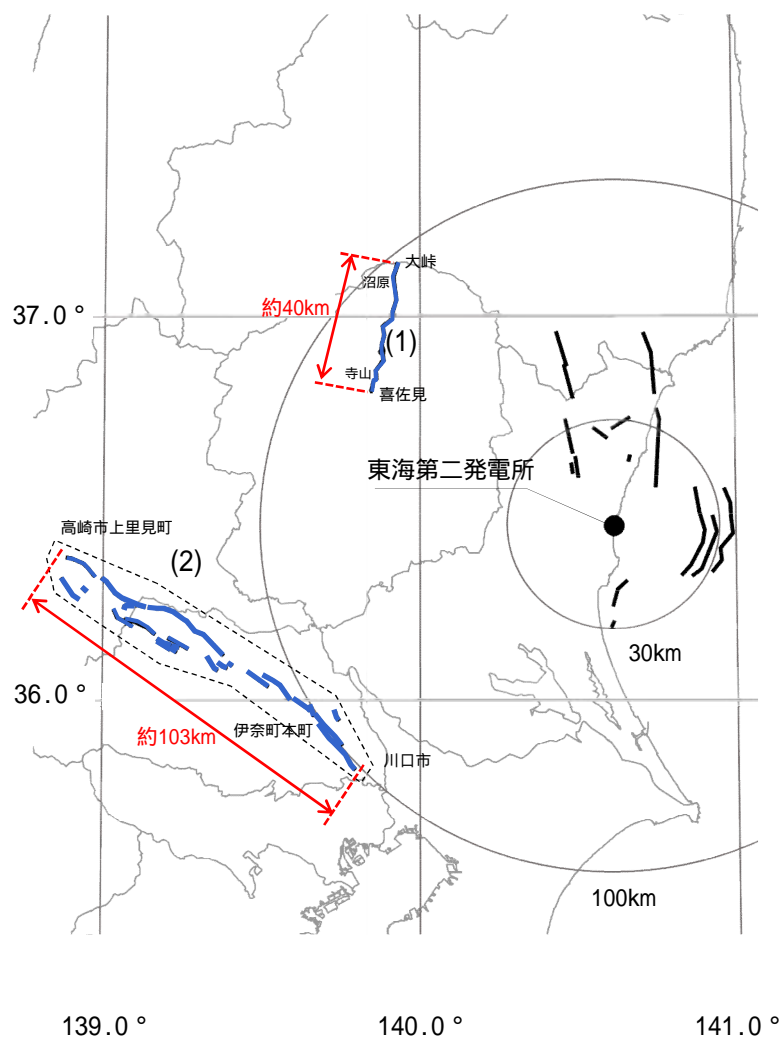 大峠
沼原
約40km
37.0°
(1)
寺山
喜佐見
東海第二発電所
高崎市上里見町
(2)
30km
36.0°
伊奈町本町
約103km
川口市
100km
139.0°
140.0°
141.0°